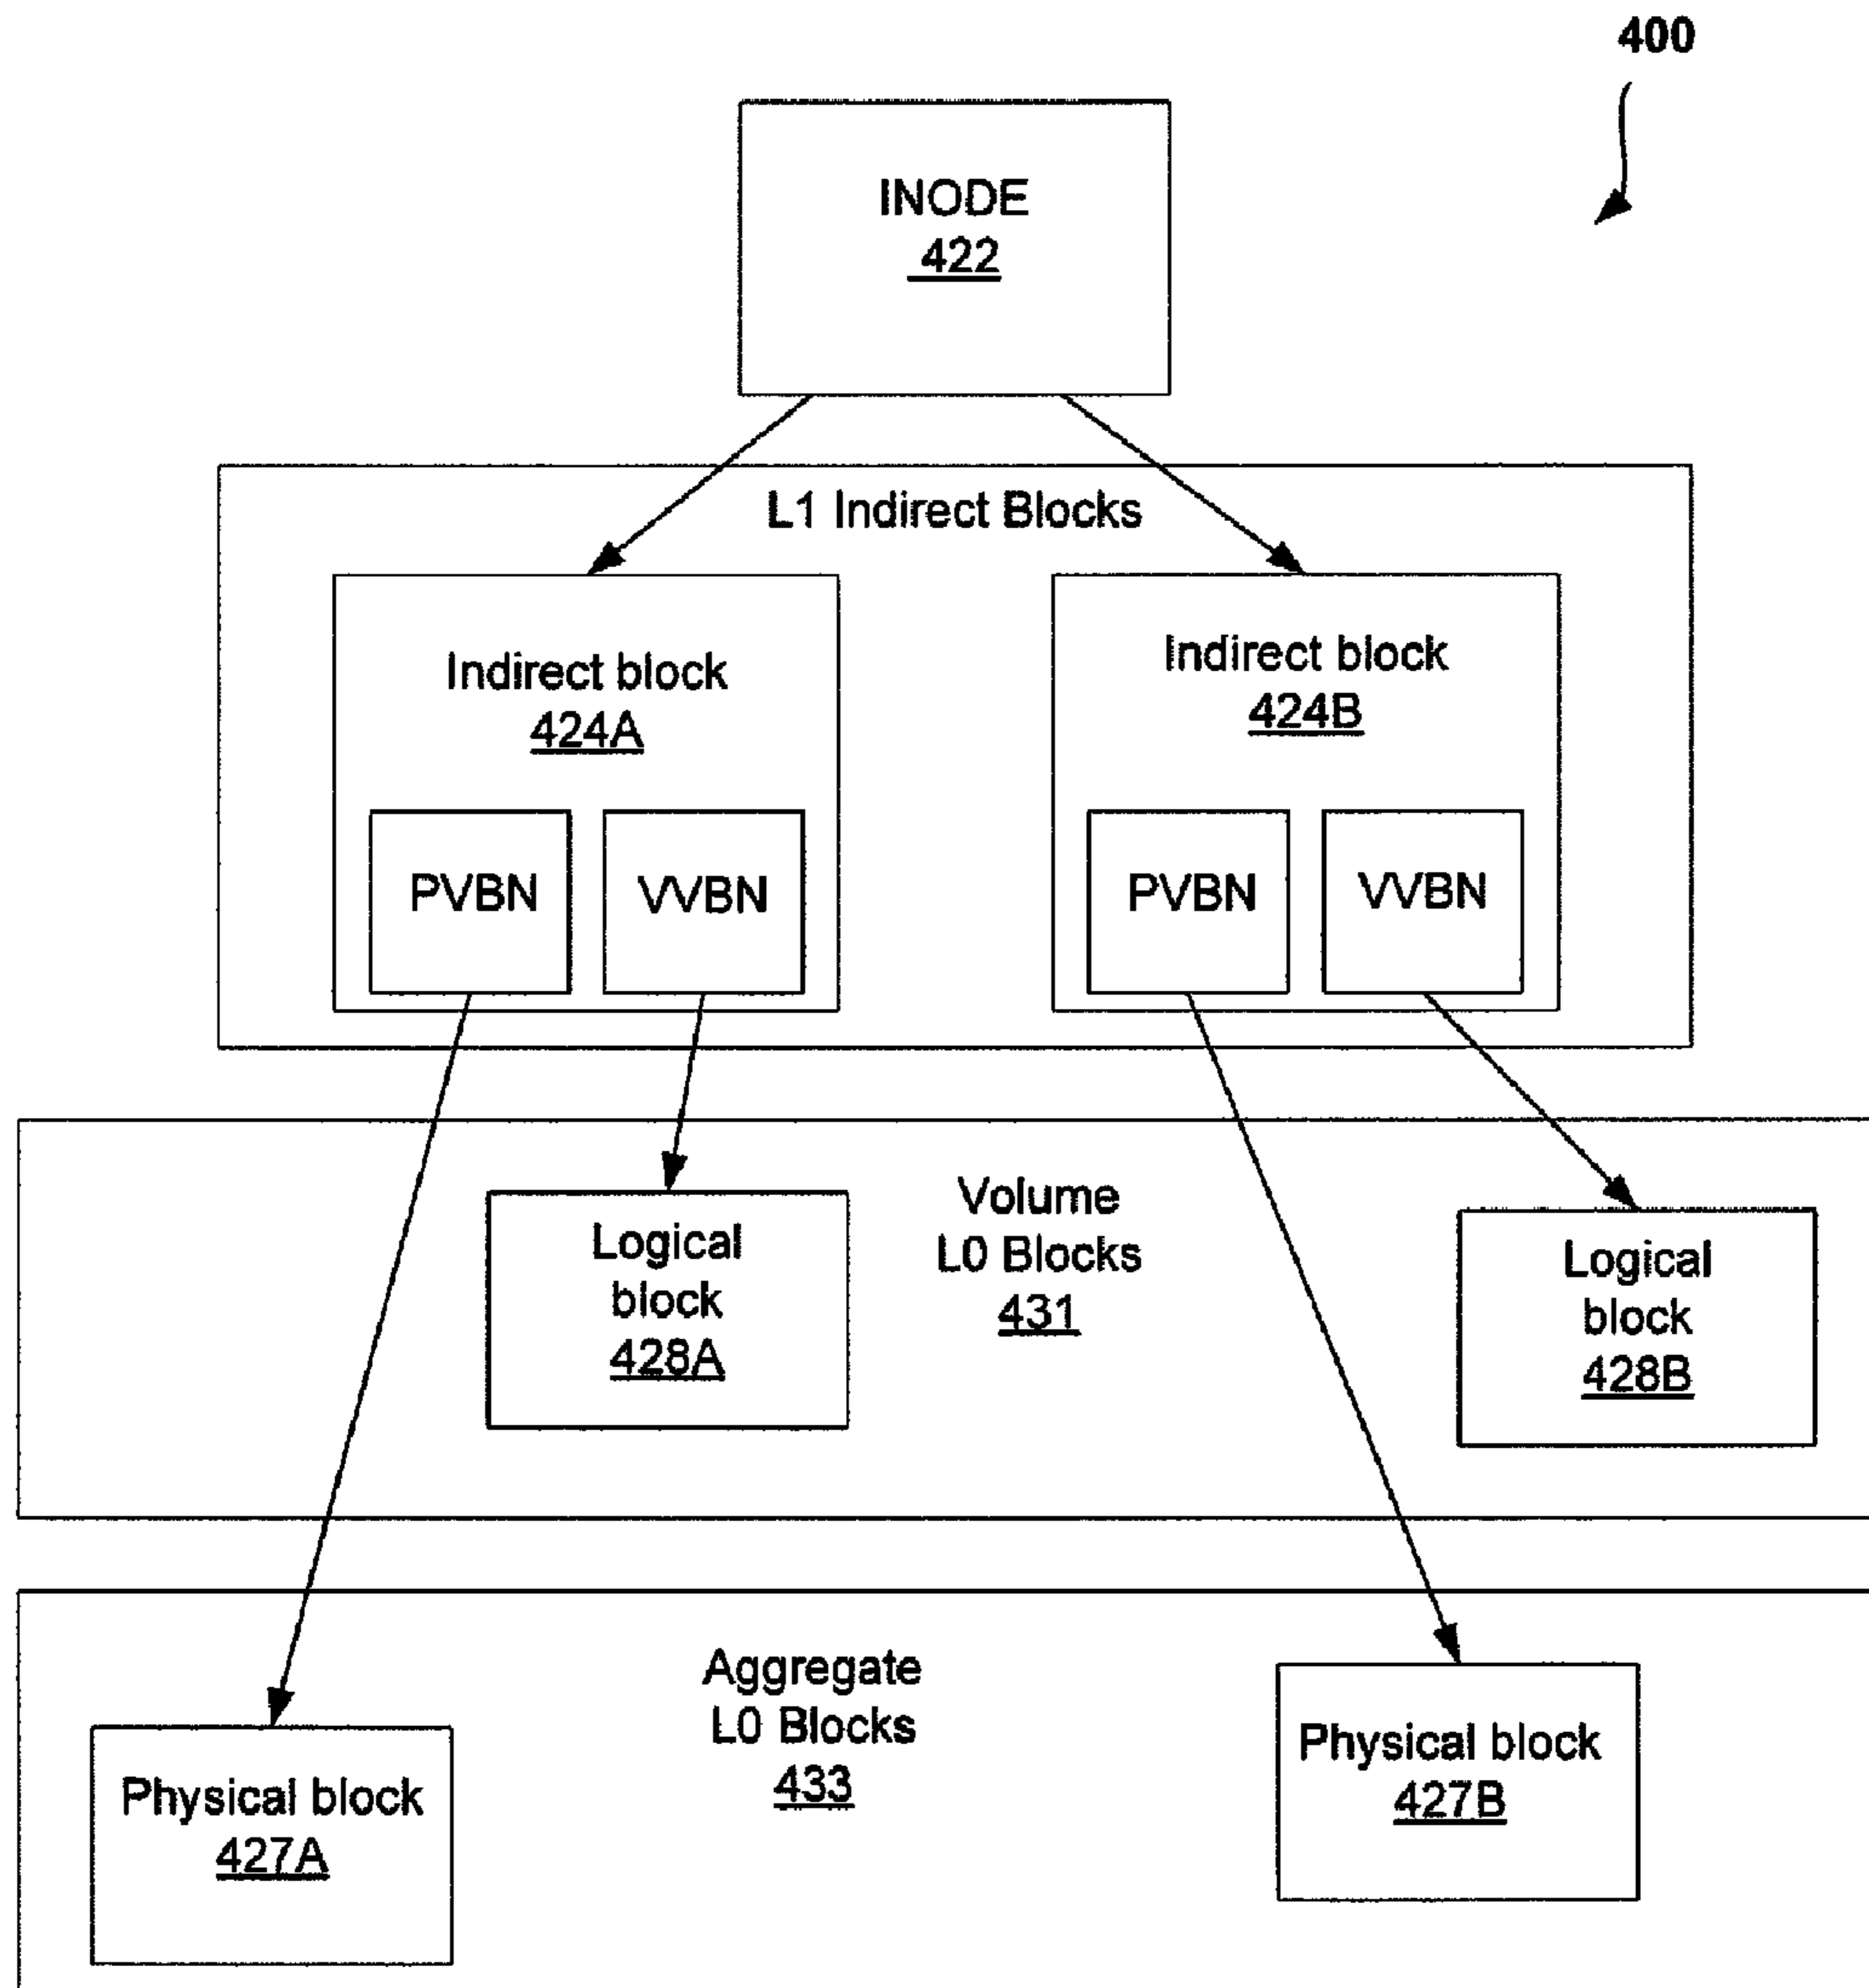 400
INODE
422
L1 Indirect Blocks
Indirect block
424A
PVBN
VVBN
Indirect block
424B
PVBN
VVBN
Logical
block
428A
Volume
L0 Blocks
431
Logical
block
428B
Physical block
427A
Aggregate
L0 Blocks
433
Physical block
427B